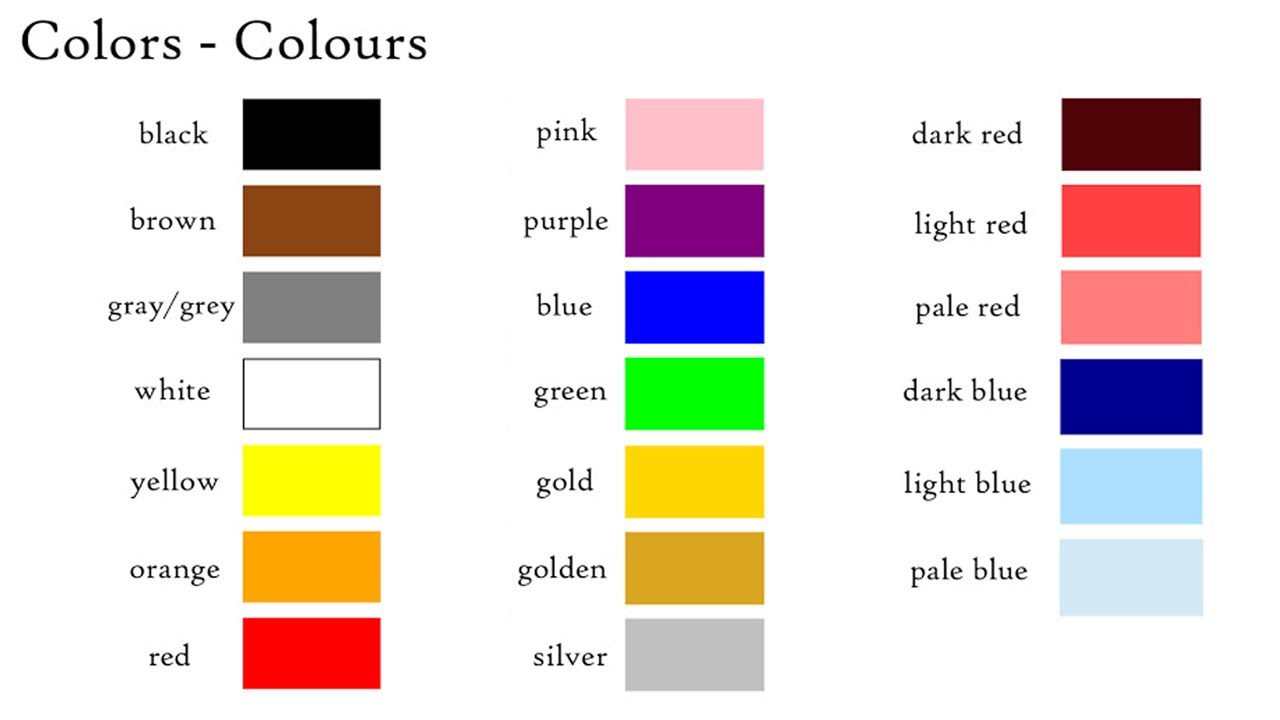 Colors - Colours
black
brown
gray/grey
white
yellow
orange
red
pink
purple
blue
green
gold
golden
silver
dark red
light red
pale red
dark blue
light blue
pale blue